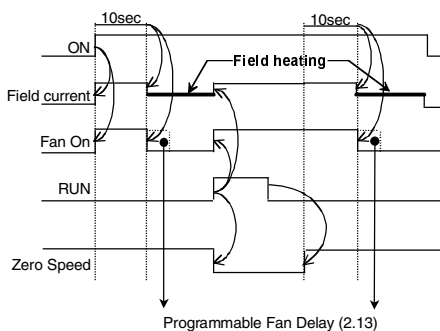 10sec 10sec
ON
Field heating
Field current
Fan On
RUN
Zero Speed
Programmable Fan Delay (2.13)